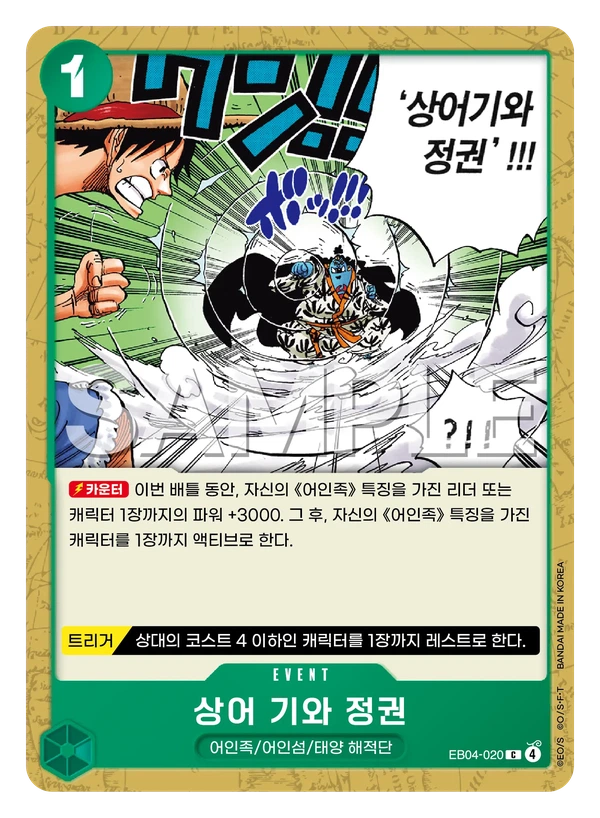 1
어기!!
'상어기와
정권' !!!
ボッ!!!
?!!
SAMPLE
카운터 이번 배틀 동안, 자신의 《어인족》 특징을 가진 리더 또는
캐릭터 1장까지의 파워 +3000. 그 후, 자신의 《어인족》 특징을 가진
캐릭터를 1장까지 액티브로 한다.
트리거 상대의 코스트 4 이하인 캐릭터를 1장까지 레스트로 한다.
EVENT
상어 기와 정권
어인족/어인섬/태양 해적단
EB04-020 C 4
©EO/S ©O/S·F·T BANDAI MADE IN KOREA